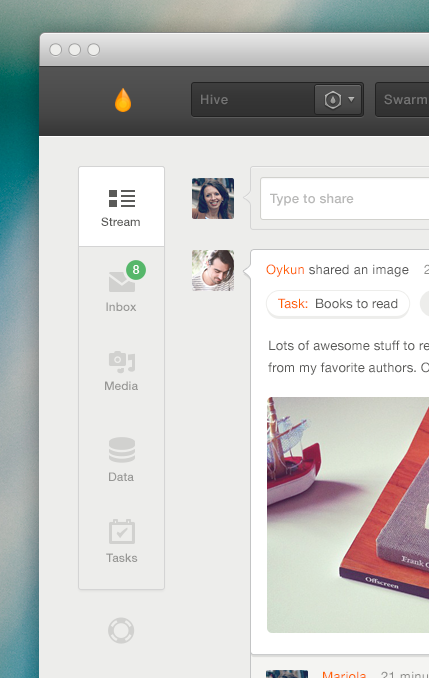 Hive
Swarm
Stream
Type to share
8
Inbox
Oykun shared an image 2
Task: Books to read
Lots of awesome stuff to re
from my favorite authors. O
Media
Data
Tasks
Frank C
Offscreen
Mariola 21 minu